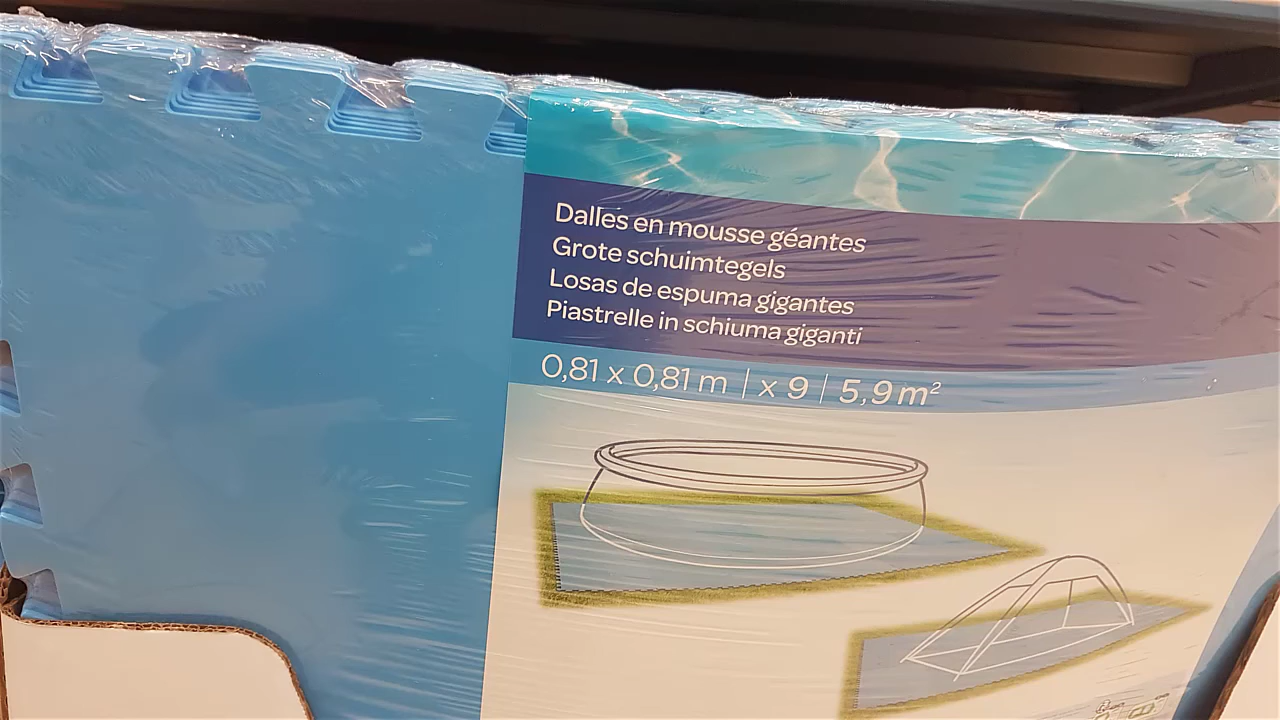 Dalles en mousse géantes
Grote schuimtegels
Losas de espuma gigantes
Piastrelle in schiuma giganti
0,81 x 0,81 m | x 9 | 5,9 m²